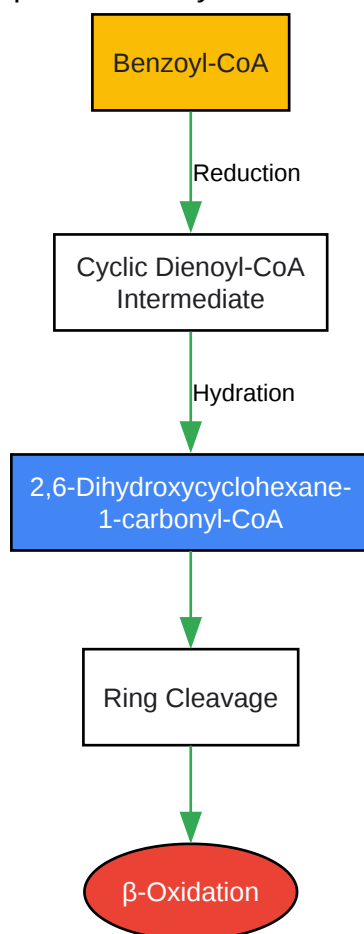 Benzoyl-CoA
Reduction
Cyclic Dienoyl-CoA
Intermediate
Hydration
2,6-Dihydroxycyclohexane-
1-carbonyl-CoA
Ring Cleavage
β-Oxidation